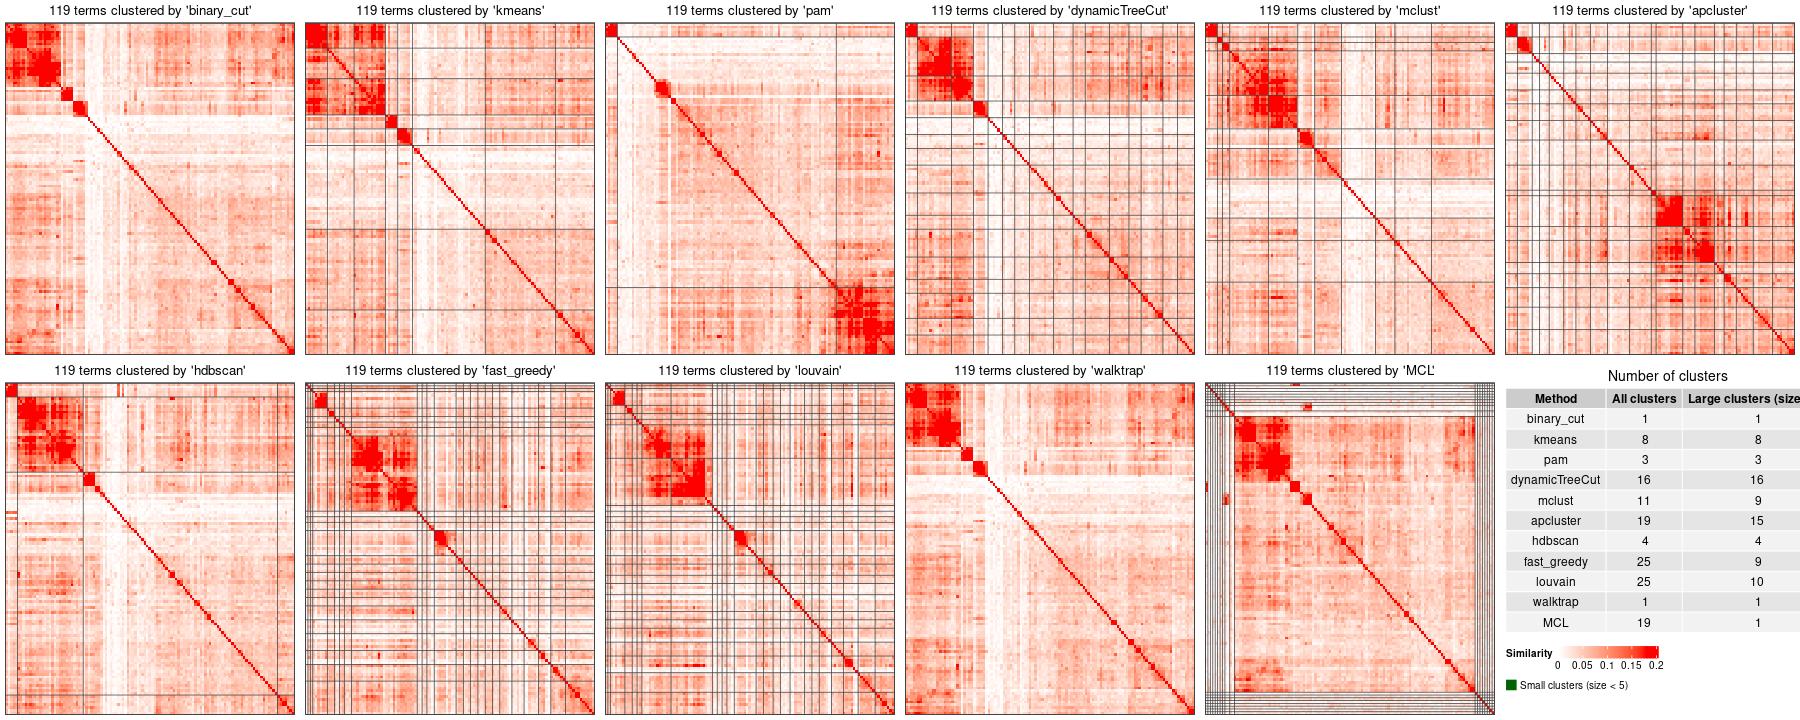 119 terms clustered by 'binary_cut'
119 terms clustered by 'kmeans'
119 terms clustered by 'pam'
119 terms clustered by 'dynamicTreeCut'
119 terms clustered by 'mclust'
119 terms clustered by 'apcluster'
119 terms clustered by 'hdbscan'
119 terms clustered by 'fast_greedy'
119 terms clustered by 'louvain'
119 terms clustered by 'walktrap'
119 terms clustered by 'MCL'
Number of clusters
Method All clusters Large clusters (size
binary_cut 1 1
kmeans 8 8
pam 3 3
dynamicTreeCut 16 16
mclust 11 9
apcluster 19 15
hdbscan 4 4
fast_greedy 25 9
louvain 25 10
walktrap 1 1
MCL 19 1
Similarity
0 0.05 0.1 0.15 0.2
Small clusters (size < 5)